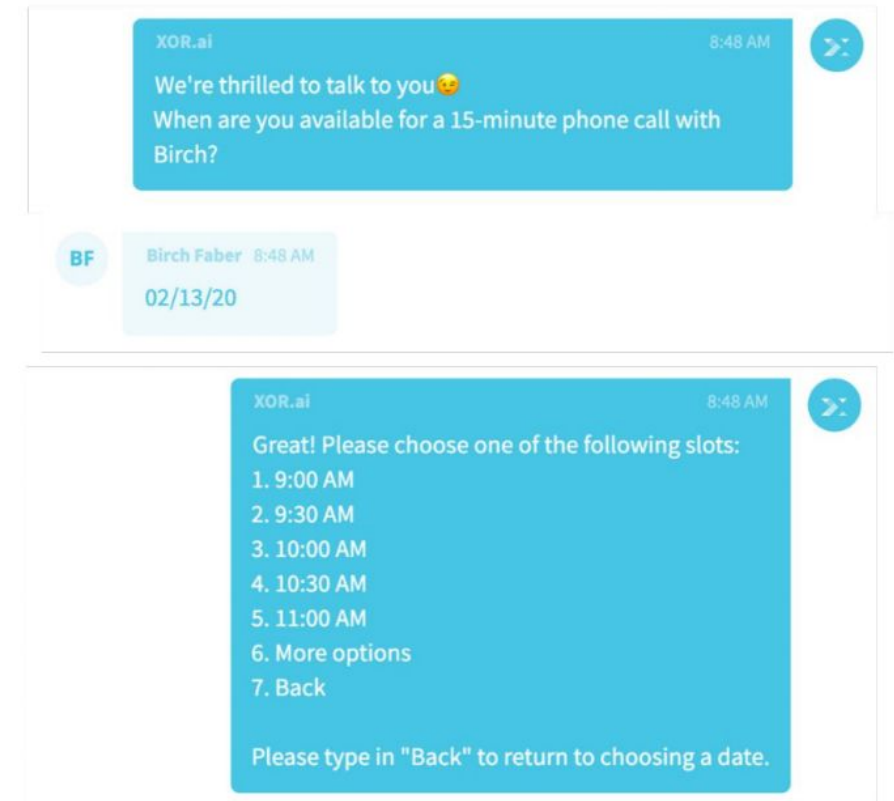 XOR.ai 8:48 AM
We're thrilled to talk to you😉
When are you available for a 15-minute phone call with
Birch?
BF
Birch Faber 8:48 AM
02/13/20
XOR.ai 8:48 AM
Great! Please choose one of the following slots:
1. 9:00 AM
2. 9:30 AM
3. 10:00 AM
4. 10:30 AM
5. 11:00 AM
6. More options
7. Back
Please type in "Back" to return to choosing a date.